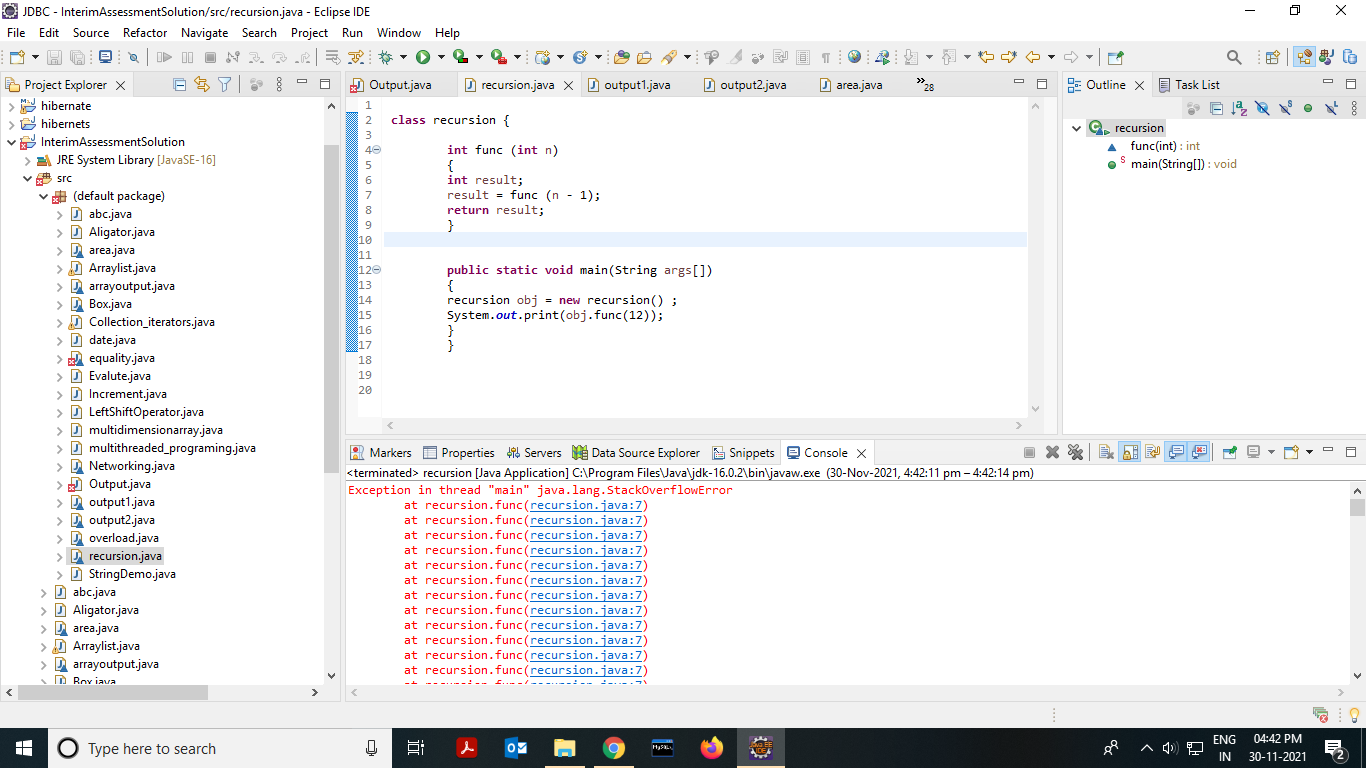 JDBC - InterimAssessmentSolution/src/recursion.java - Eclipse IDE
File Edit Source Refactor Navigate Search Project Run Window Help
Project Explorer
hibernate
hibernets
InterimAssessmentSolution
JRE System Library [JavaSE-16]
src
(default package)
abc.java
Aligator.java
area.java
Arraylist.java
arrayoutput.java
Box.java
Collection_iterators.java
date.java
equality.java
Evalute.java
Increment.java
LeftShiftOperator.java
multidimensionarray.java
multithreaded_programing.java
Networking.java
Output.java
output1.java
output2.java
overload.java
recursion.java
StringDemo.java
abc.java
Aligator.java
area.java
Arraylist.java
arrayoutput.java
Box.java
Output.java recursion.java output1.java output2.java area.java »28
1
2 class recursion {
3
4 int func (int n)
5 {
6 int result;
7 result = func (n - 1);
8 return result;
9 }
10
11
12 public static void main(String args[])
13 {
14 recursion obj = new recursion() ;
15 System.out.print(obj.func(12));
16 }
17 }
18
19
20
Outline Task List
recursion
func(int) : int
main(String[]) : void
Markers Properties Servers Data Source Explorer Snippets Console
<terminated> recursion [Java Application] C:\Program Files\Java\jdk-16.0.2\bin\javaw.exe (30-Nov-2021, 4:42:11 pm – 4:42:14 pm)
Exception in thread "main" java.lang.StackOverflowError
at recursion.func(recursion.java:7)
at recursion.func(recursion.java:7)
at recursion.func(recursion.java:7)
at recursion.func(recursion.java:7)
at recursion.func(recursion.java:7)
at recursion.func(recursion.java:7)
at recursion.func(recursion.java:7)
at recursion.func(recursion.java:7)
at recursion.func(recursion.java:7)
at recursion.func(recursion.java:7)
at recursion.func(recursion.java:7)
at recursion.func(recursion.java:7)
at recursion.func(recursion.java:7)
Type here to search
ENG
IN
04:42 PM
30-11-2021
2